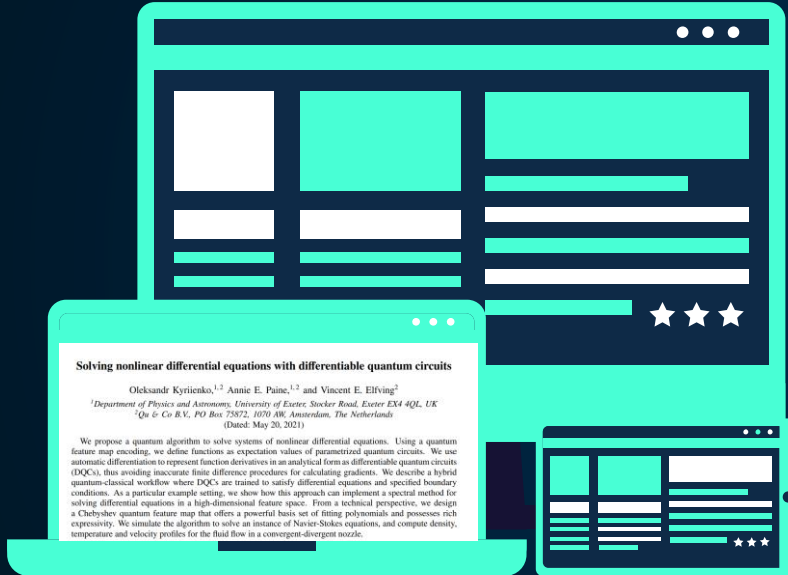 Solving nonlinear differential equations with differentiable quantum circuits
Oleksandr Kyriienko,1, 2 Annie E. Paine,1, 2 and Vincent E. Elfving2
1Department of Physics and Astronomy, University of Exeter, Stocker Road, Exeter EX4 4QL, UK
2Qu & Co B.V., PO Box 75872, 1070 AW, Amsterdam, The Netherlands
(Dated: May 20, 2021)
We propose a quantum algorithm to solve systems of nonlinear differential equations. Using a quantum
feature map encoding, we define functions as expectation values of parametrized quantum circuits. We use
automatic differentiation to represent function derivatives in an analytical form as differentiable quantum circuits
(DQCs), thus avoiding inaccurate finite difference procedures for calculating gradients. We describe a hybrid
quantum-classical workflow where DQCs are trained to satisfy differential equations and specified boundary
conditions. As a particular example setting, we show how this approach can implement a spectral method for
solving differential equations in a high-dimensional feature space. From a technical perspective, we design
a Chebyshev quantum feature map that offers a powerful basis set of fitting polynomials and possesses rich
expressivity. We simulate the algorithm to solve an instance of Navier-Stokes equations, and compute density,
temperature and velocity profiles for the fluid flow in a convergent-divergent nozzle.